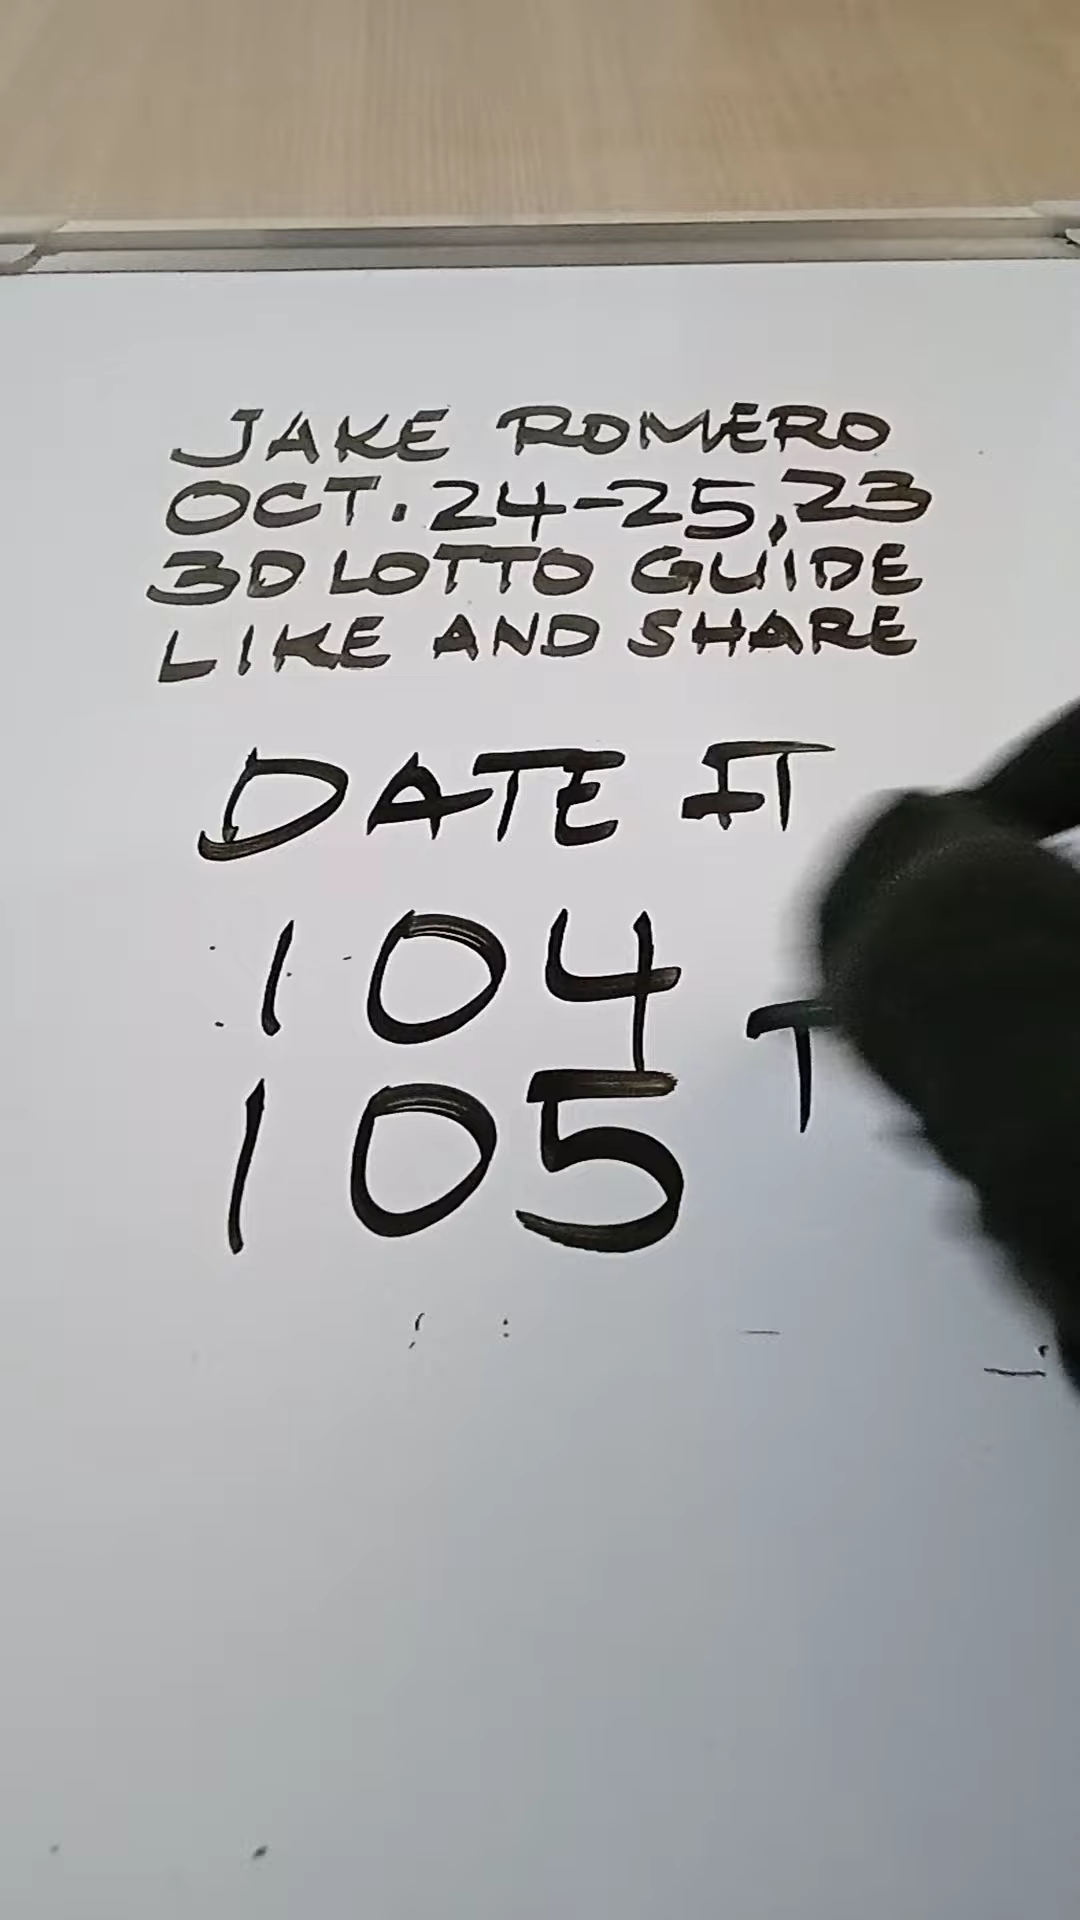 JAKE ROMERO
OCT. 24-25, 23
3D LOTTO GUIDE
LIKE AND SHARE
DATE IT
104
T
105